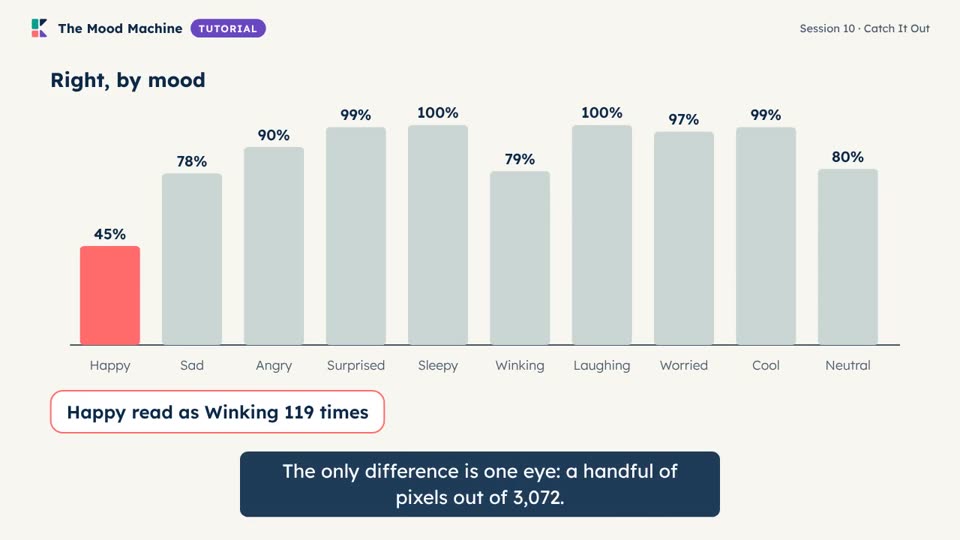 The Mood Machine TUTORIAL
Session 10 · Catch It Out
Right, by mood
45% 78% 90% 99% 100% 79% 100% 97% 99% 80%
Happy Sad Angry Surprised Sleepy Winking Laughing Worried Cool Neutral
Happy read as Winking 119 times
The only difference is one eye: a handful of
pixels out of 3,072.